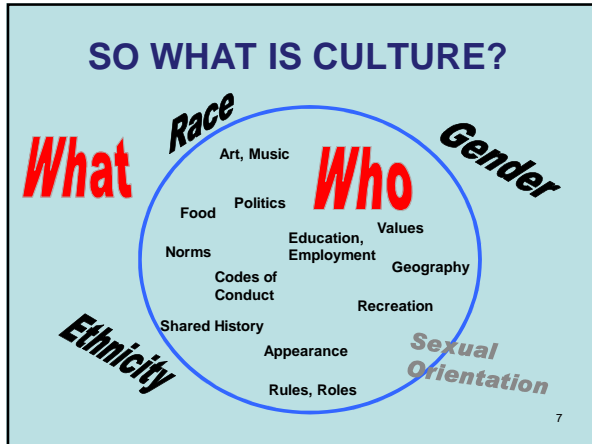 SO WHAT IS CULTURE?
Race
Gender
What
Who
Art, Music
Food
Politics
Values
Education,
Employment
Norms
Geography
Codes of
Conduct
Recreation
Shared History
Ethnicity
Appearance
Sexual
Orientation
Rules, Roles
7